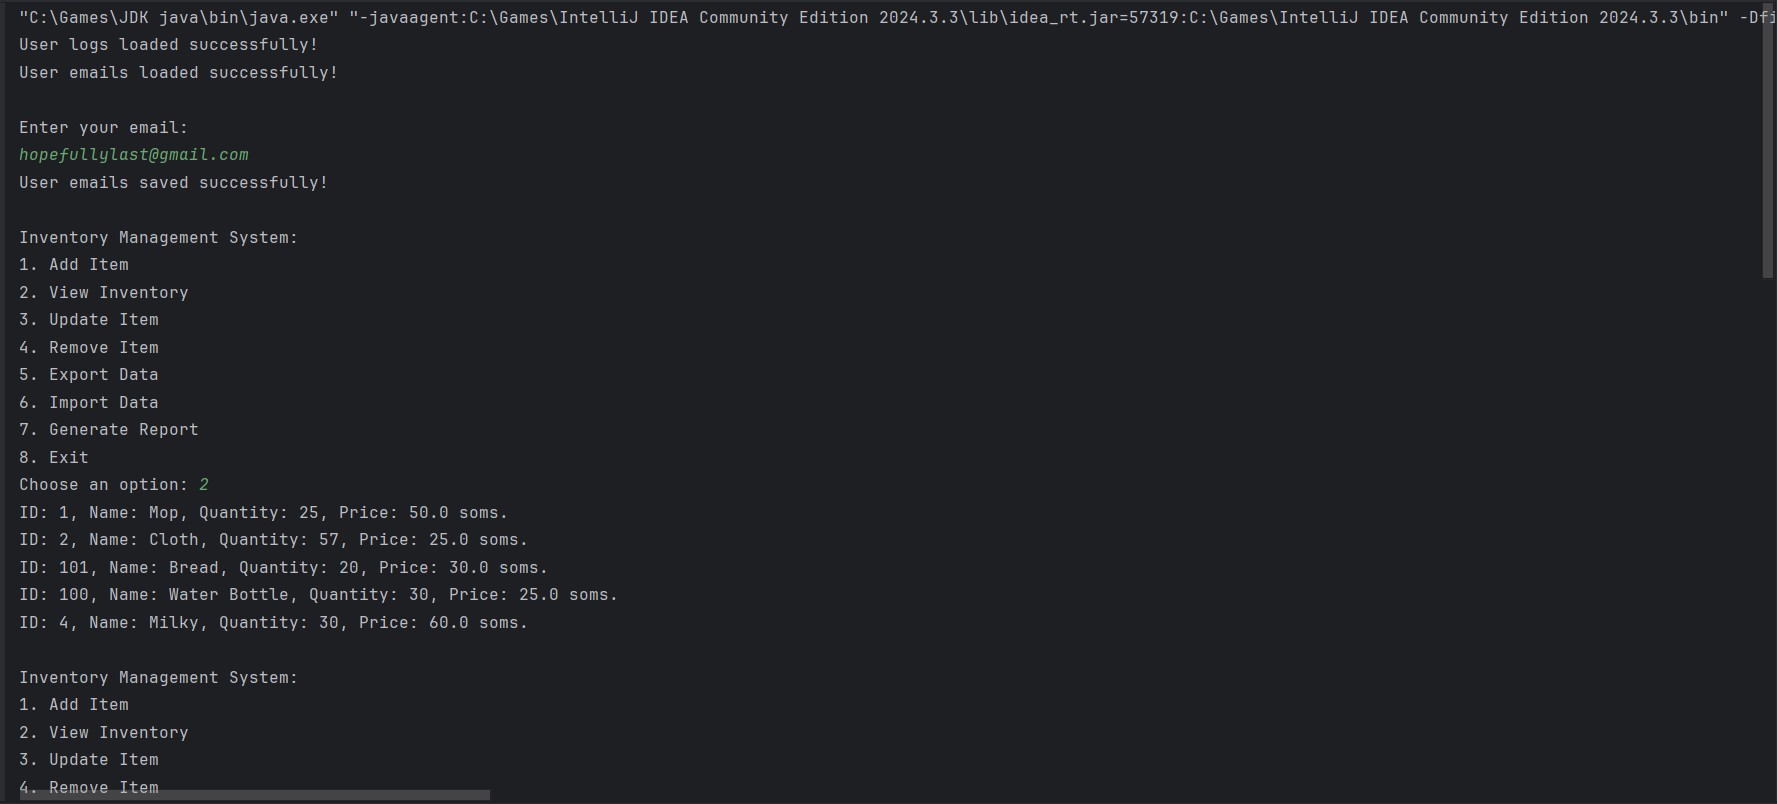 "C:\Games\JDK java\bin\java.exe" "-javaagent:C:\Games\IntelliJ IDEA Community Edition 2024.3.3\lib\idea_rt.jar=57319:C:\Games\IntelliJ IDEA Community Edition 2024.3.3\bin" -Dfi
User logs loaded successfully!
User emails loaded successfully!
Enter your email:
hopefullylast@gmail.com
User emails saved successfully!
Inventory Management System:
1. Add Item
2. View Inventory
3. Update Item
4. Remove Item
5. Export Data
6. Import Data
7. Generate Report
8. Exit
Choose an option: 2
ID: 1, Name: Mop, Quantity: 25, Price: 50.0 soms.
ID: 2, Name: Cloth, Quantity: 57, Price: 25.0 soms.
ID: 101, Name: Bread, Quantity: 20, Price: 30.0 soms.
ID: 100, Name: Water Bottle, Quantity: 30, Price: 25.0 soms.
ID: 4, Name: Milky, Quantity: 30, Price: 60.0 soms.
Inventory Management System:
1. Add Item
2. View Inventory
3. Update Item
4. Remove Item